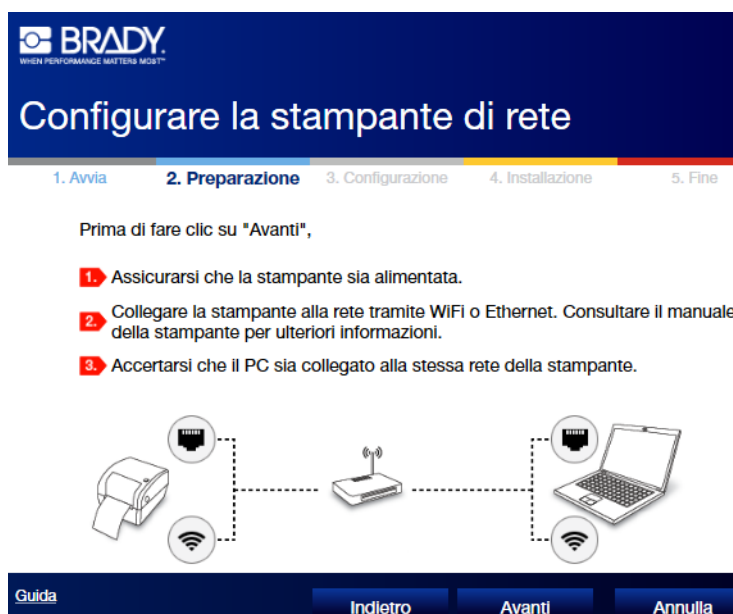 BRADY.
WHEN PERFORMANCE MATTERS MOST™
Configurare la stampante di rete
1. Avvia 2. Preparazione 3. Configurazione 4. Installazione 5. Fine
Prima di fare clic su "Avanti",
1. Assicurarsi che la stampante sia alimentata.
2. Collegare la stampante alla rete tramite WiFi o Ethernet. Consultare il manuale
della stampante per ulteriori informazioni.
3. Accertarsi che il PC sia collegato alla stessa rete della stampante.
Guida
Indietro Avanti Annulla